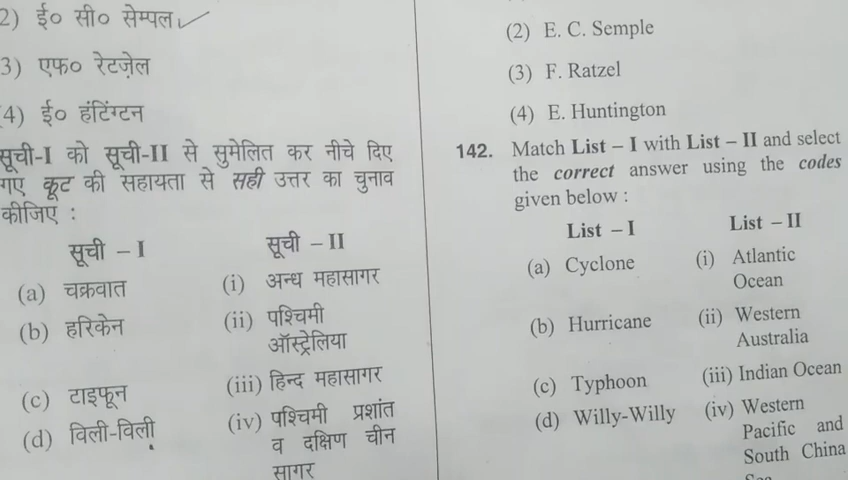 2) ई० सी० सेम्पल
3) एफ० रेटज़ेल
4) ई० हंटिंग्टन
सूची-I को सूची-II से सुमेलित कर नीचे दिए
गए कूट की सहायता से सही उत्तर का चुनाव
कीजिए :
सूची – I सूची – II
(a) चक्रवात (i) अन्ध महासागर
(b) हरिकेन (ii) पश्चिमी
ऑस्ट्रेलिया
(c) टाइफून (iii) हिन्द महासागर
(d) विली-विली (iv) पश्चिमी प्रशांत
व दक्षिण चीन
सागर
(2) E. C. Semple
(3) F. Ratzel
(4) E. Huntington
142. Match List – I with List – II and select
the correct answer using the codes
given below :
List – I List – II
(a) Cyclone (i) Atlantic
Ocean
(b) Hurricane (ii) Western
Australia
(c) Typhoon (iii) Indian Ocean
(d) Willy-Willy (iv) Western
Pacific and
South China